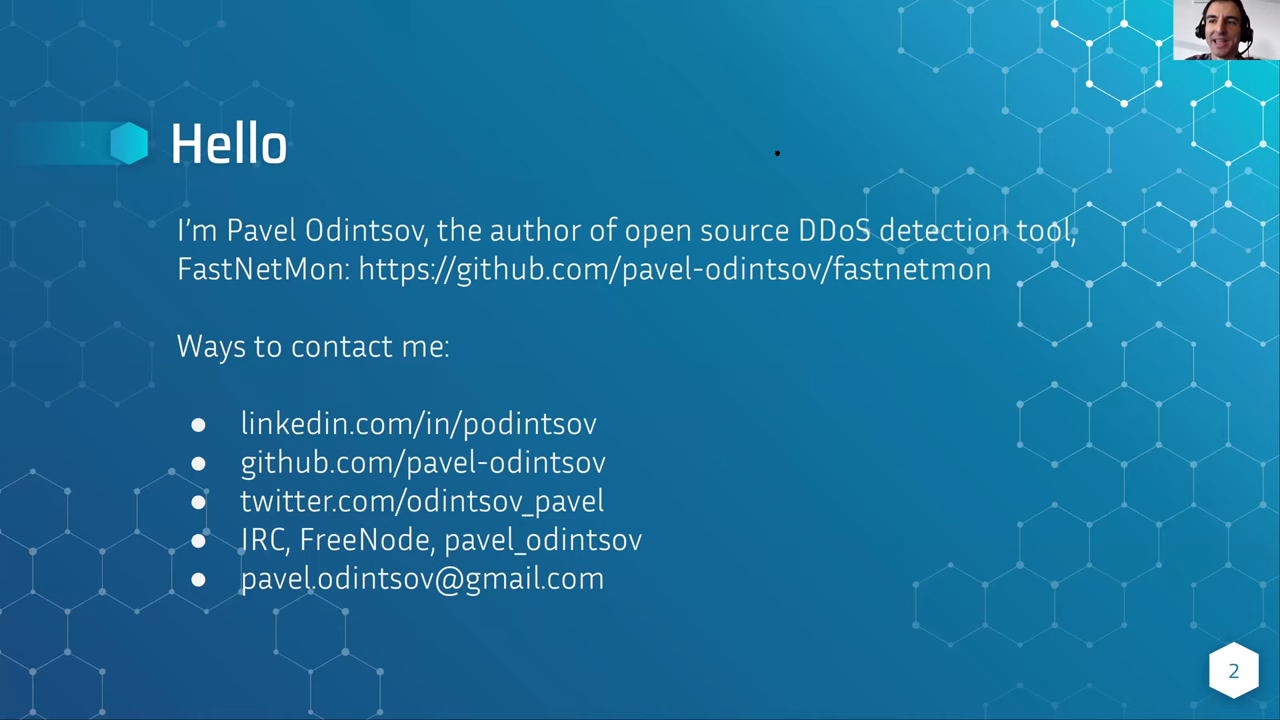 Hello
I’m Pavel Odintsov, the author of open source DDoS detection tool,
FastNetMon: https://github.com/pavel-odintsov/fastnetmon
Ways to contact me:
● linkedin.com/in/podintsov
● github.com/pavel-odintsov
● twitter.com/odintsov_pavel
● IRC, FreeNode, pavel_odintsov
● pavel.odintsov@gmail.com
2